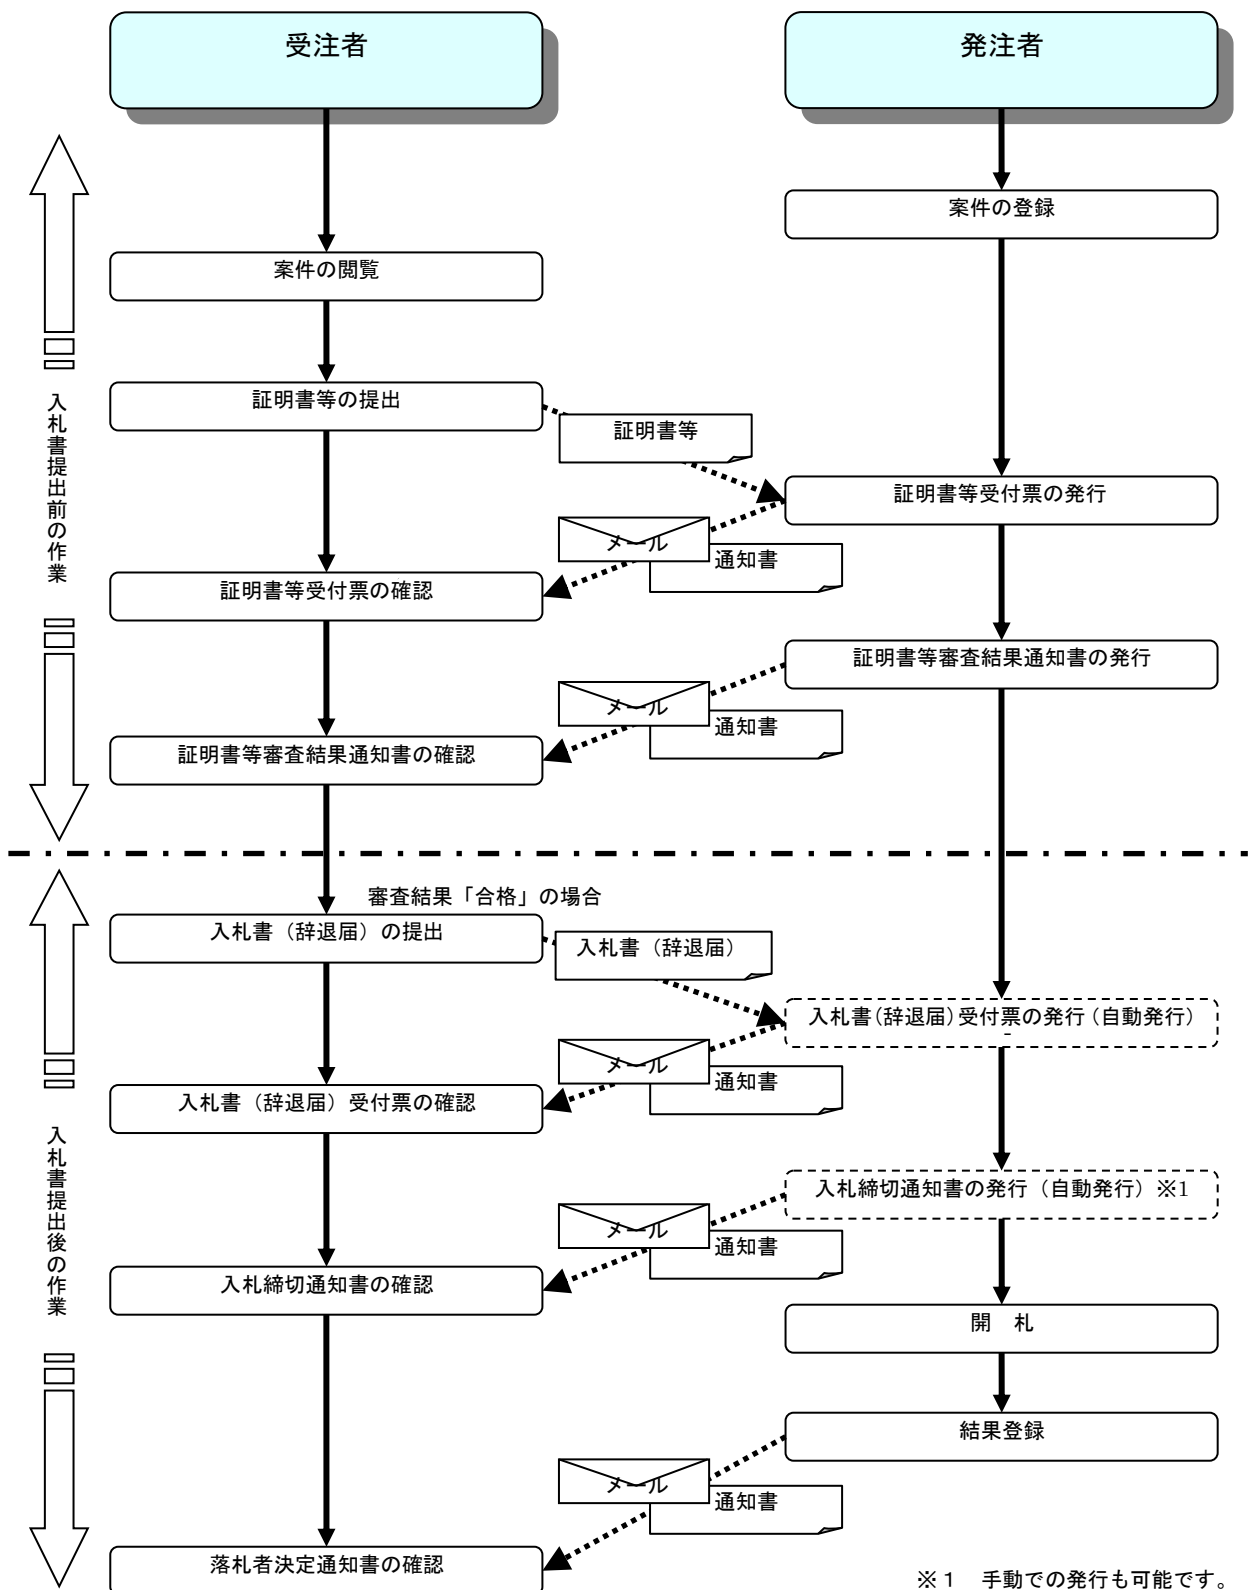 受注者
発注者
案件の登録
案件の閲覧
証明書等の提出
証明書等
証明書等受付票の発行
メール
通知書
証明書等受付票の確認
証明書等審査結果通知書の発行
メール
通知書
証明書等審査結果通知書の確認
入札書提出前の作業
審査結果「合格」の場合
入札書（辞退届）の提出
入札書（辞退届）
入札書(辞退届)受付票の発行(自動発行)
メール
通知書
入札書（辞退届）受付票の確認
入札締切通知書の発行（自動発行）※1
メール
通知書
入札締切通知書の確認
開　札
結果登録
メール
通知書
落札者決定通知書の確認
入札書提出後の作業
※１　手動での発行も可能です。